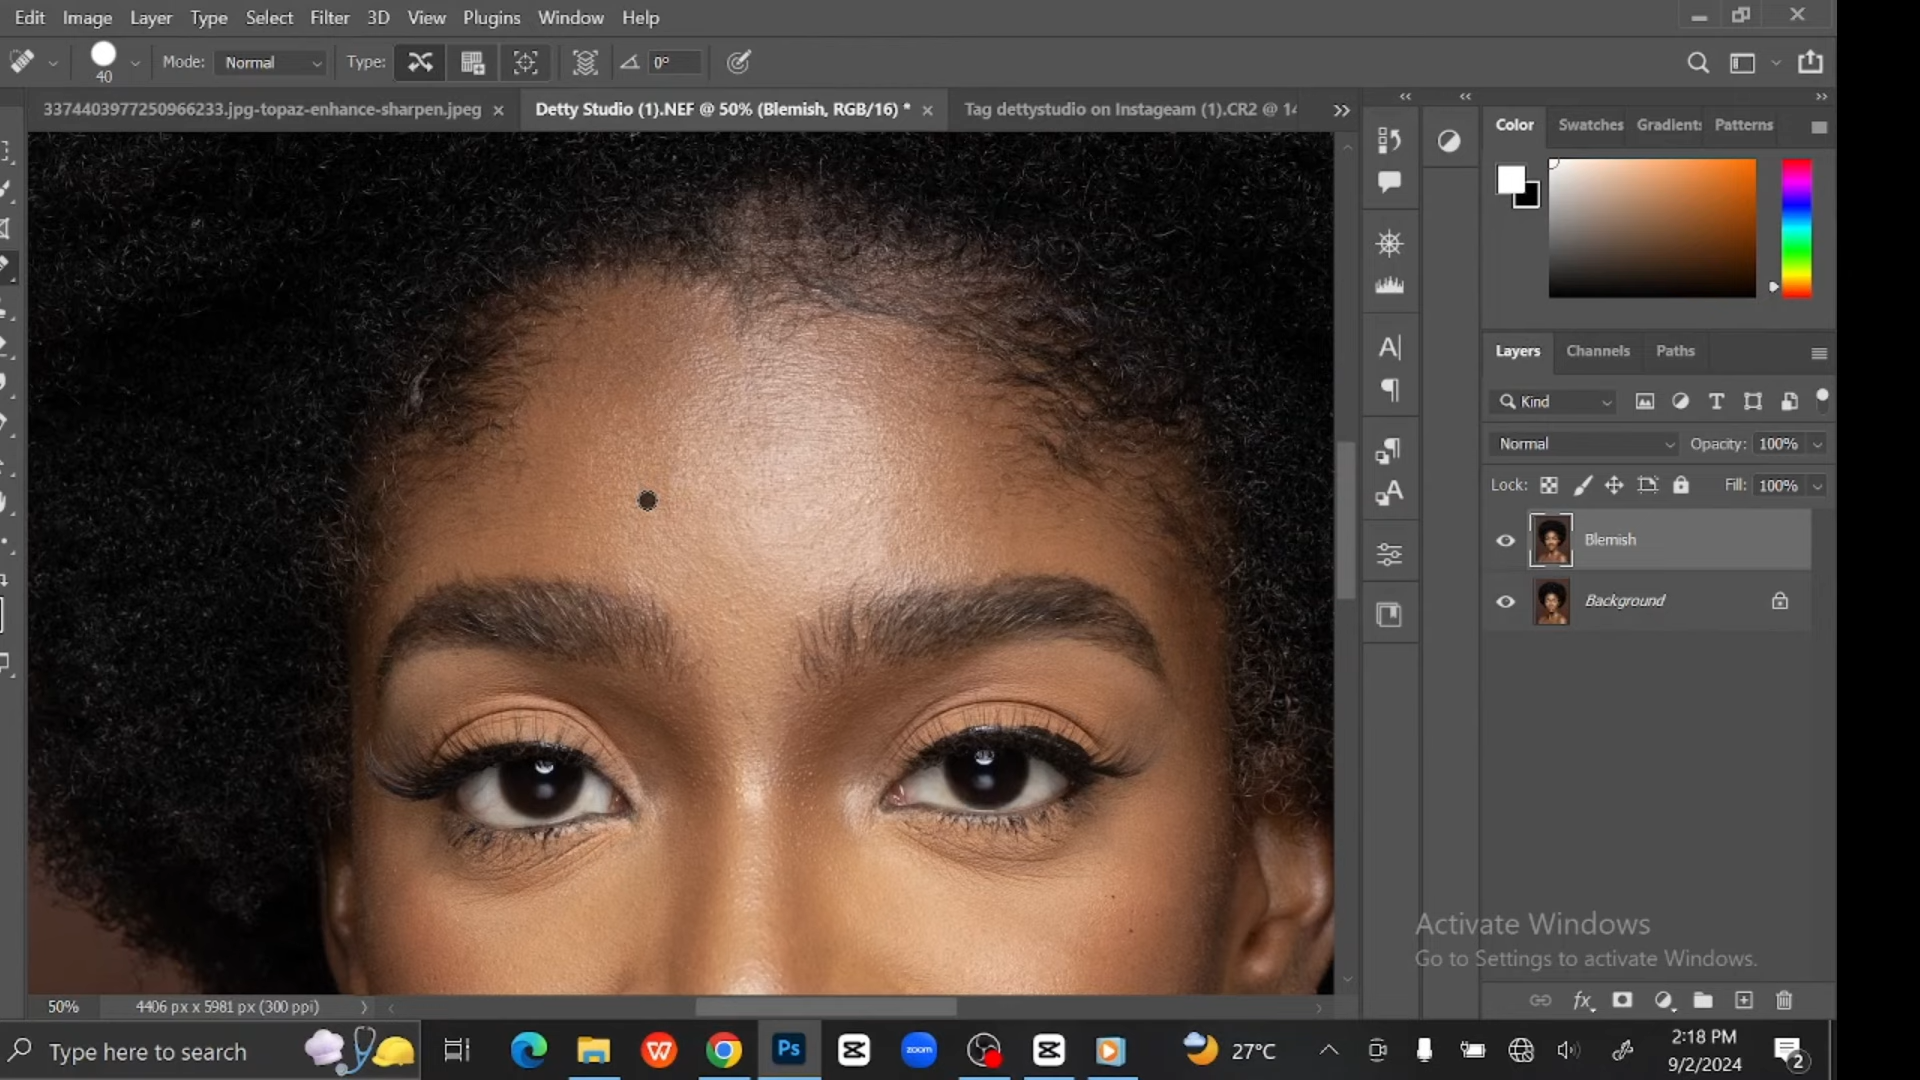 Edit Image Layer Type Select Filter 3D View Plugins Window Help
40 Mode: Normal Type: 0°
3374403977250966233.jpg-topaz-enhance-sharpen.jpeg × Detty Studio (1).NEF @ 50% (Blemish, RGB/16) * × Tag dettystudio on Instageam (1).CR2 @ 14
Color Swatches Gradients Patterns
Layers Channels Paths
Kind
Normal Opacity: 100%
Lock: Fill: 100%
Blemish
Background
Activate Windows
Go to Settings to activate Windows.
50% 4406 px x 5981 px (300 ppi)
Type here to search
Ps
zoom
27°C
2:18 PM
9/2/2024
2